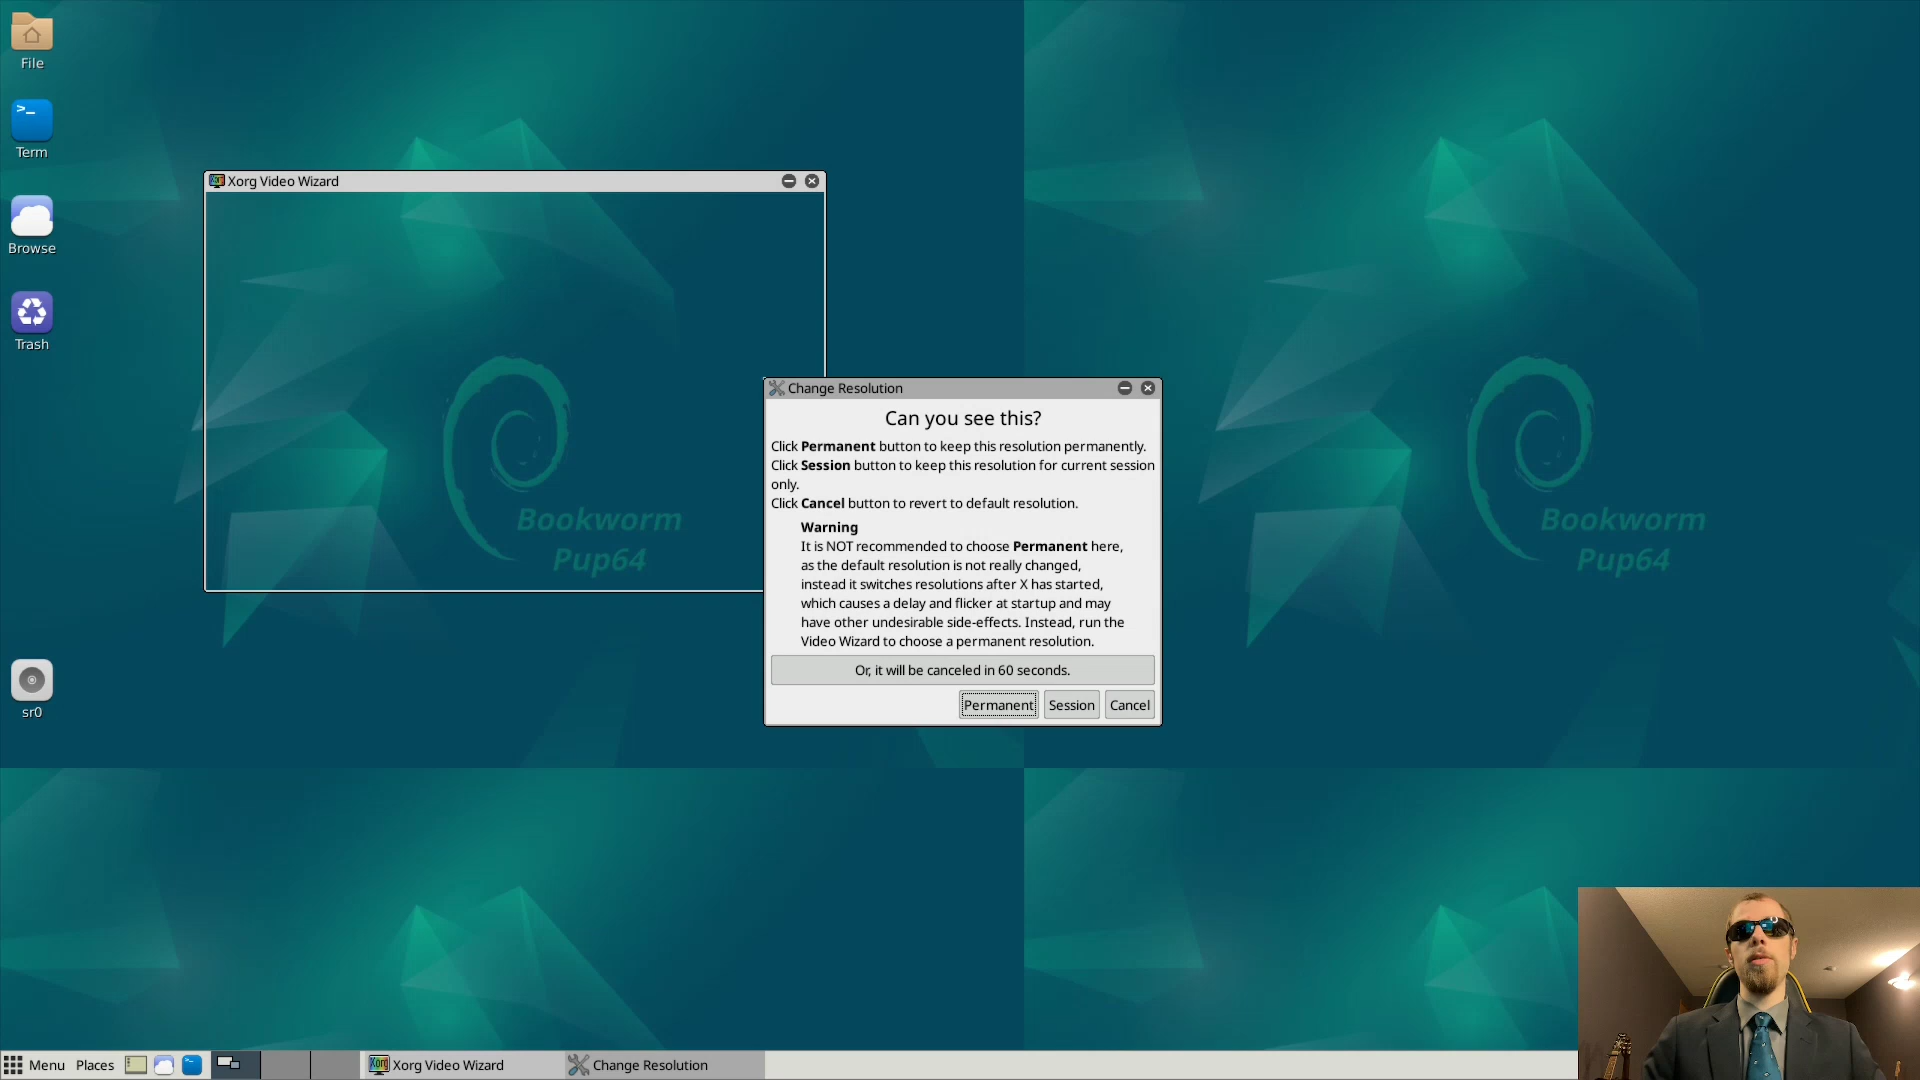 File
Term
Browse
Trash
sr0
Xorg Video Wizard
Bookworm
Pup64
Bookworm
Pup64
Change Resolution
Can you see this?
Click Permanent button to keep this resolution permanently.
Click Session button to keep this resolution for current session
only.
Click Cancel button to revert to default resolution.
Warning
It is NOT recommended to choose Permanent here,
as the default resolution is not really changed,
instead it switches resolutions after X has started,
which causes a delay and flicker at startup and may
have other undesirable side-effects. Instead, run the
Video Wizard to choose a permanent resolution.
Or, it will be canceled in 60 seconds.
Permanent Session Cancel
Menu Places Xorg Video Wizard Change Resolution